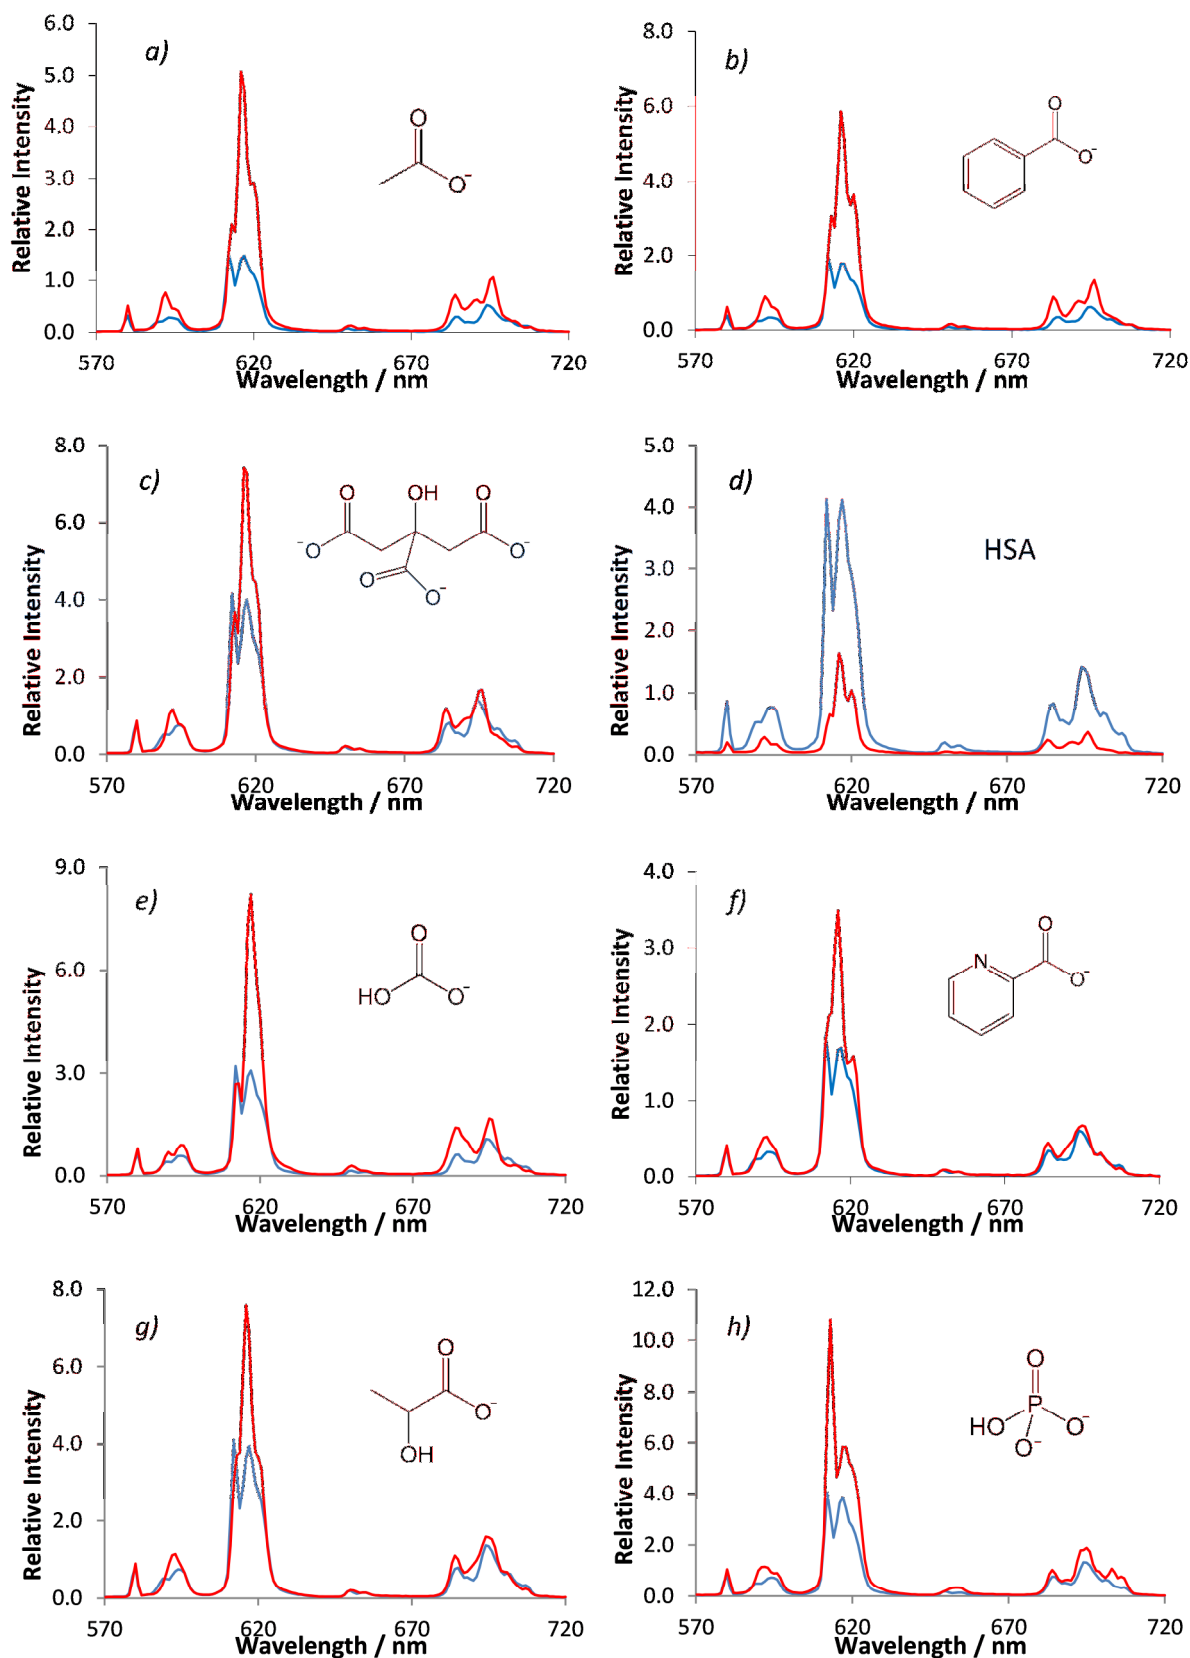 a)
6.0
5.0
4.0
3.0
2.0
1.0
0.0
Relative Intensity
O
O-
570
620
670
720
Wavelength / nm
b)
8.0
6.0
4.0
2.0
0.0
Relative Intensity
O
O-
570
620
670
720
Wavelength / nm
c)
8.0
6.0
4.0
2.0
0.0
Relative Intensity
O
OH
O
-O
O-
O
O-
570
620
670
720
Wavelength / nm
d)
5.0
4.0
3.0
2.0
1.0
0.0
Relative Intensity
HSA
570
620
670
720
Wavelength / nm
e)
9.0
6.0
3.0
0.0
Relative Intensity
O
HO
O-
570
620
670
720
Wavelength / nm
f)
4.0
3.0
2.0
1.0
0.0
Relative Intensity
O
N
O-
570
620
670
720
Wavelength / nm
g)
8.0
6.0
4.0
2.0
0.0
Relative Intensity
O
O-
OH
570
620
670
720
Wavelength / nm
h)
12.0
10.0
8.0
6.0
4.0
2.0
0.0
Relative Intensity
O
P
HO
O-
O-
570
620
670
720
Wavelength / nm